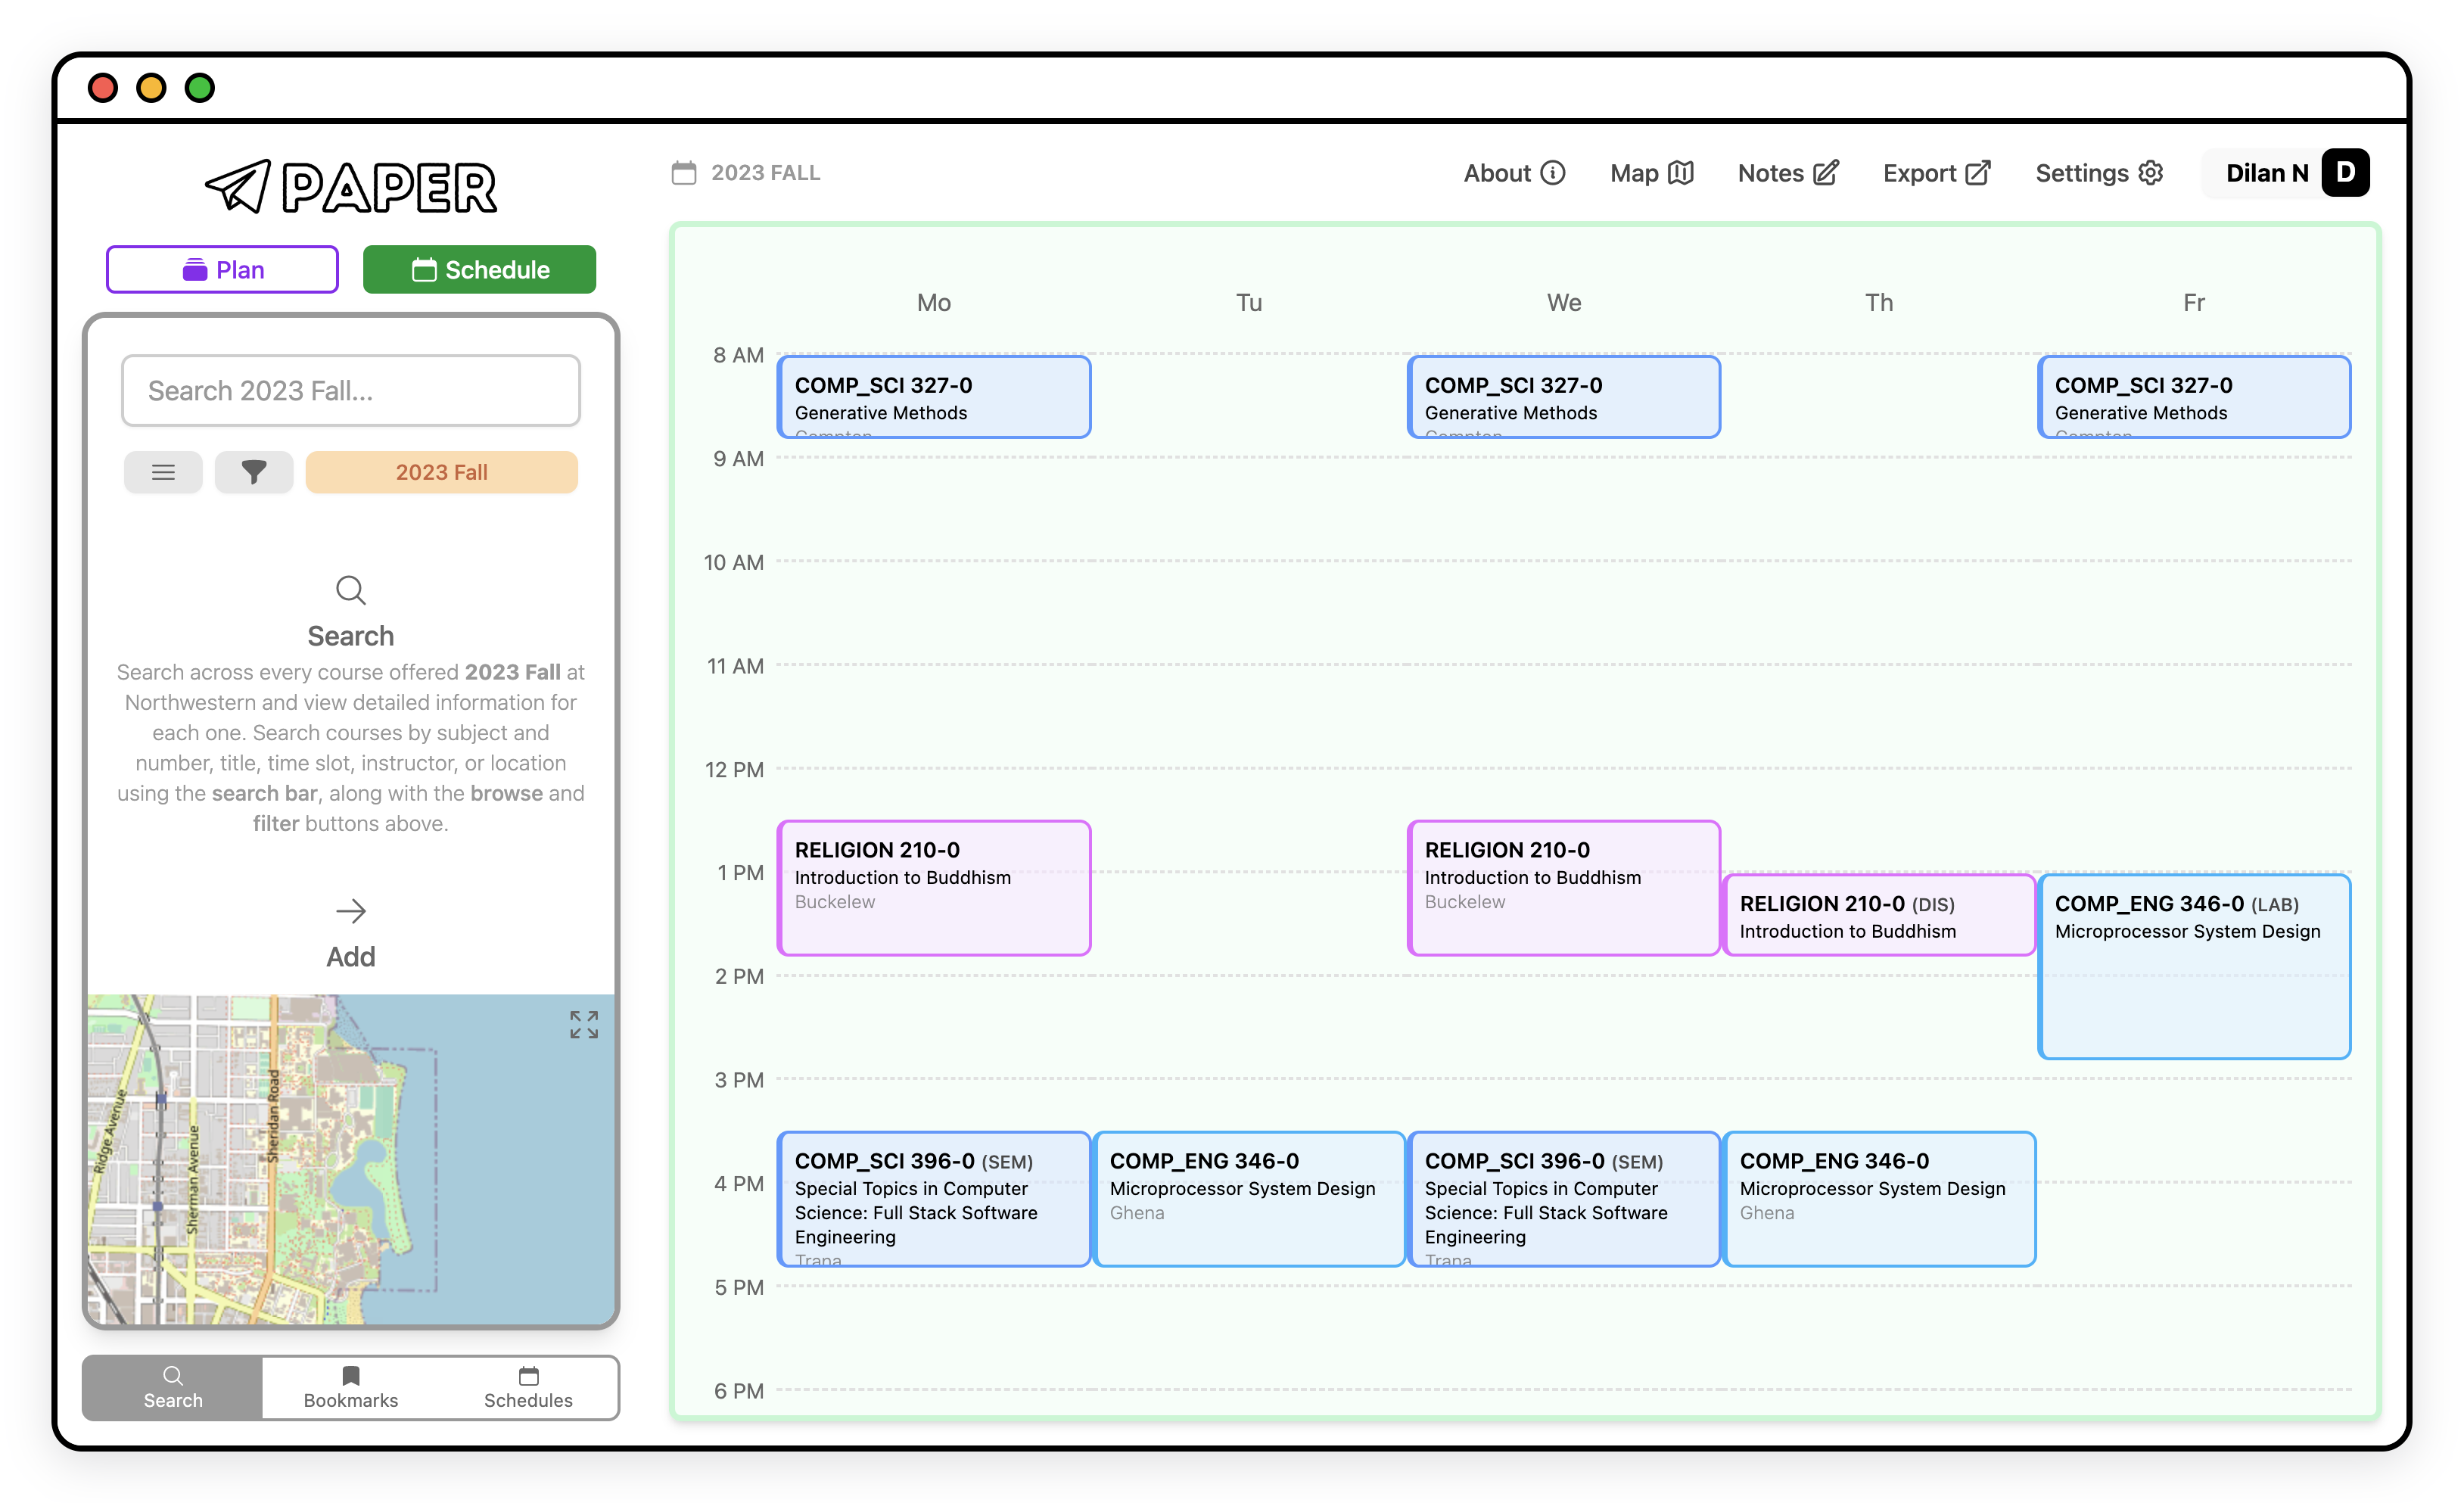 PAPER
Plan
Schedule
Search 2023 Fall...
2023 Fall
Search
Search across every course offered 2023 Fall at
Northwestern and view detailed information for
each one. Search courses by subject and
number, title, time slot, instructor, or location
using the search bar, along with the browse and
filter buttons above.
Add
Ridge Avenue
Sherman Avenue
Sheridan Road
Search
Bookmarks
Schedules
2023 FALL
About
Map
Notes
Export
Settings
Dilan N
D
Mo
Tu
We
Th
Fr
8 AM
COMP_SCI 327-0
Generative Methods
Compton
COMP_SCI 327-0
Generative Methods
Compton
COMP_SCI 327-0
Generative Methods
Compton
9 AM
10 AM
11 AM
12 PM
RELIGION 210-0
Introduction to Buddhism
Buckelew
RELIGION 210-0
Introduction to Buddhism
Buckelew
1 PM
RELIGION 210-0 (DIS)
Introduction to Buddhism
COMP_ENG 346-0 (LAB)
Microprocessor System Design
2 PM
3 PM
COMP_SCI 396-0 (SEM)
Special Topics in Computer
Science: Full Stack Software
Engineering
Trana
COMP_ENG 346-0
Microprocessor System Design
Ghena
COMP_SCI 396-0 (SEM)
Special Topics in Computer
Science: Full Stack Software
Engineering
Trana
COMP_ENG 346-0
Microprocessor System Design
Ghena
4 PM
5 PM
6 PM